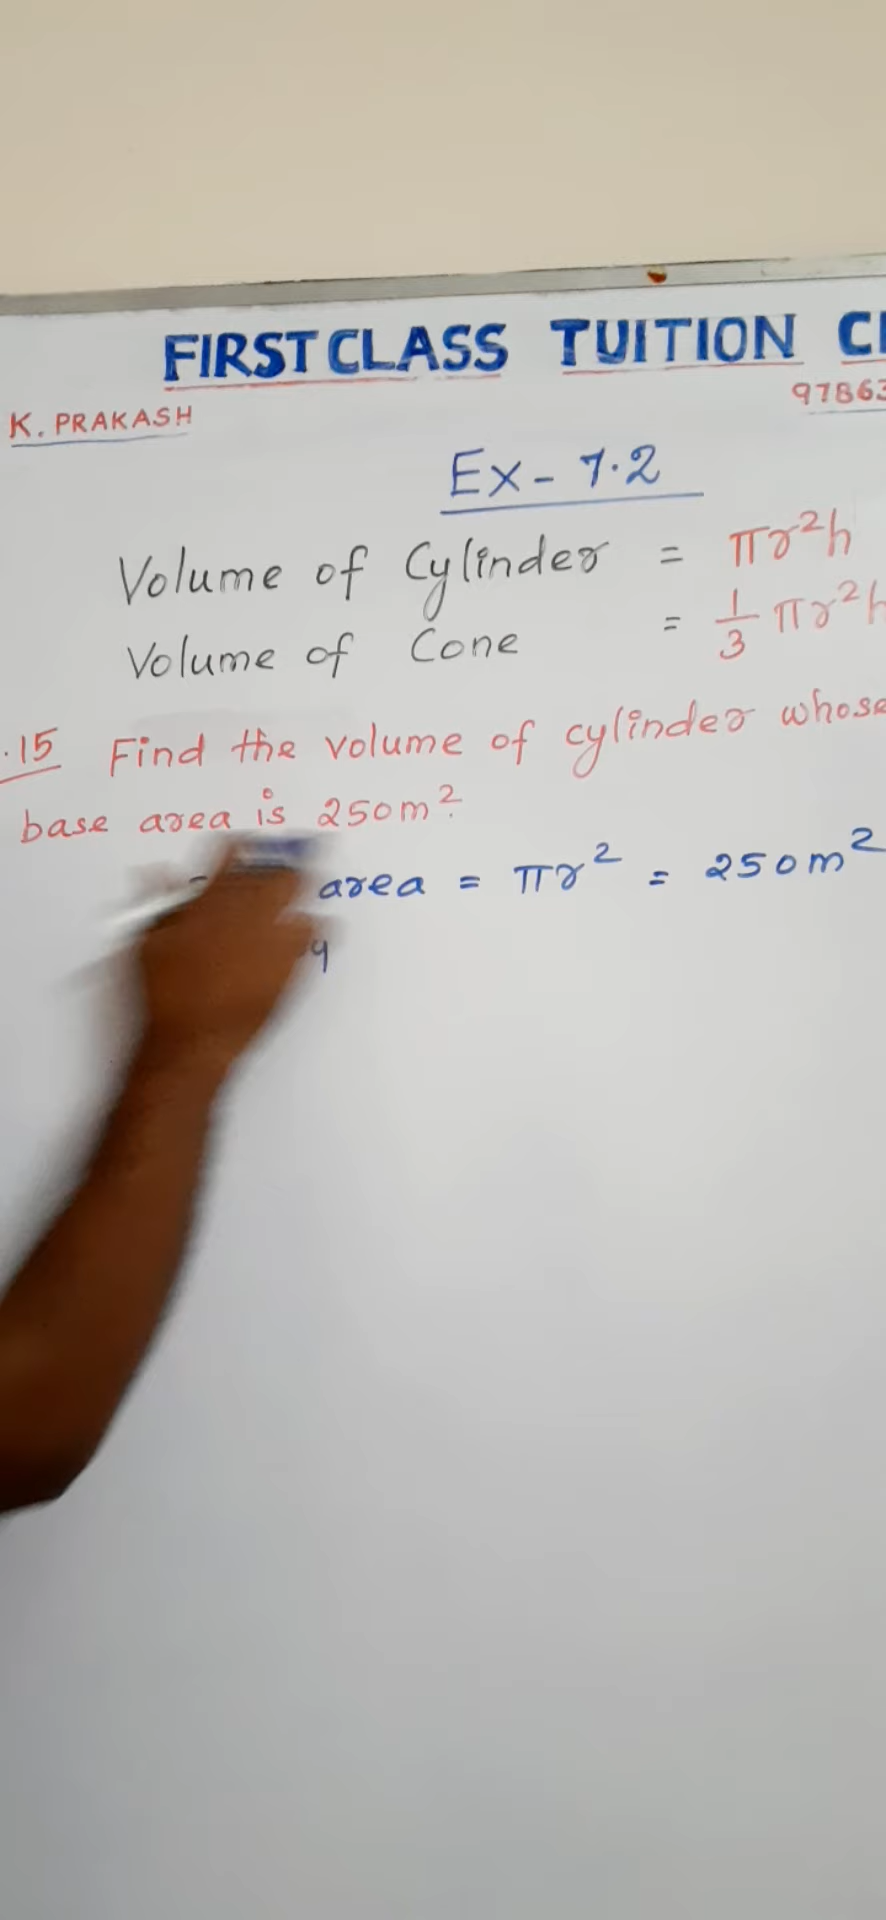 FIRST CLASS TUITION
K. PRAKASH
97863
Ex - 7.2
Volume of Cylinder = πr²h
Volume of Cone = 1/3 πr²h
.15 Find the volume of cylinder whose
base area is 250m².
area = πr² = 250m²